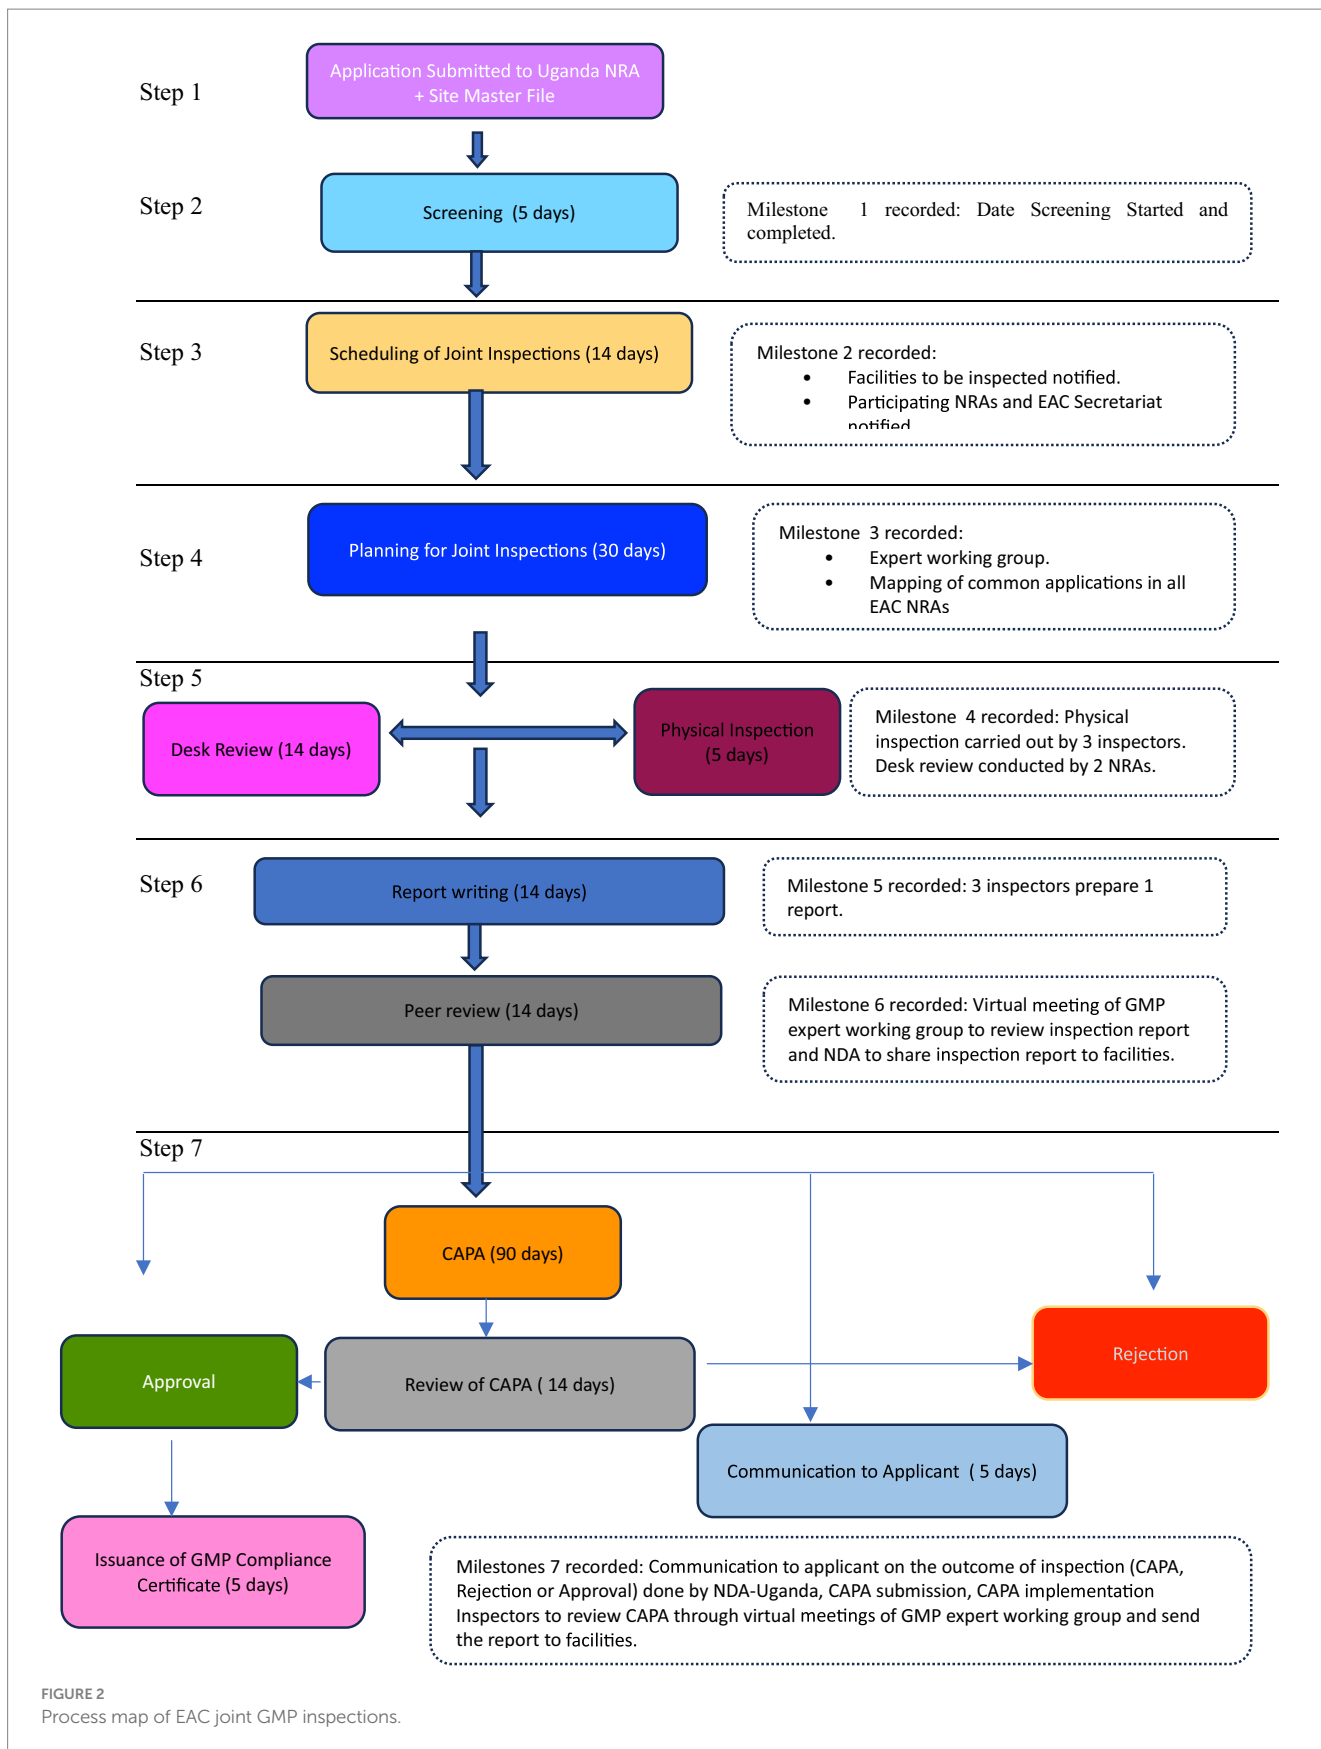 Step 1
Application Submitted to Uganda NRA
+ Site Master File
Step 2
Screening (5 days)
Milestone 1 recorded: Date Screening Started and
completed.
Step 3
Scheduling of Joint Inspections (14 days)
Milestone 2 recorded:
• Facilities to be inspected notified.
• Participating NRAs and EAC Secretariat
notified
Step 4
Planning for Joint Inspections (30 days)
Milestone 3 recorded:
• Expert working group.
• Mapping of common applications in all
EAC NRAs
Step 5
Desk Review (14 days)
Physical Inspection
(5 days)
Milestone 4 recorded: Physical
inspection carried out by 3 inspectors.
Desk review conducted by 2 NRAs.
Step 6
Report writing (14 days)
Milestone 5 recorded: 3 inspectors prepare 1
report.
Peer review (14 days)
Milestone 6 recorded: Virtual meeting of GMP
expert working group to review inspection report
and NDA to share inspection report to facilities.
Step 7
CAPA (90 days)
Approval
Review of CAPA ( 14 days)
Rejection
Communication to Applicant ( 5 days)
Issuance of GMP Compliance
Certificate (5 days)
Milestones 7 recorded: Communication to applicant on the outcome of inspection (CAPA,
Rejection or Approval) done by NDA-Uganda, CAPA submission, CAPA implementation
Inspectors to review CAPA through virtual meetings of GMP expert working group and send
the report to facilities.
FIGURE 2
Process map of EAC joint GMP inspections.